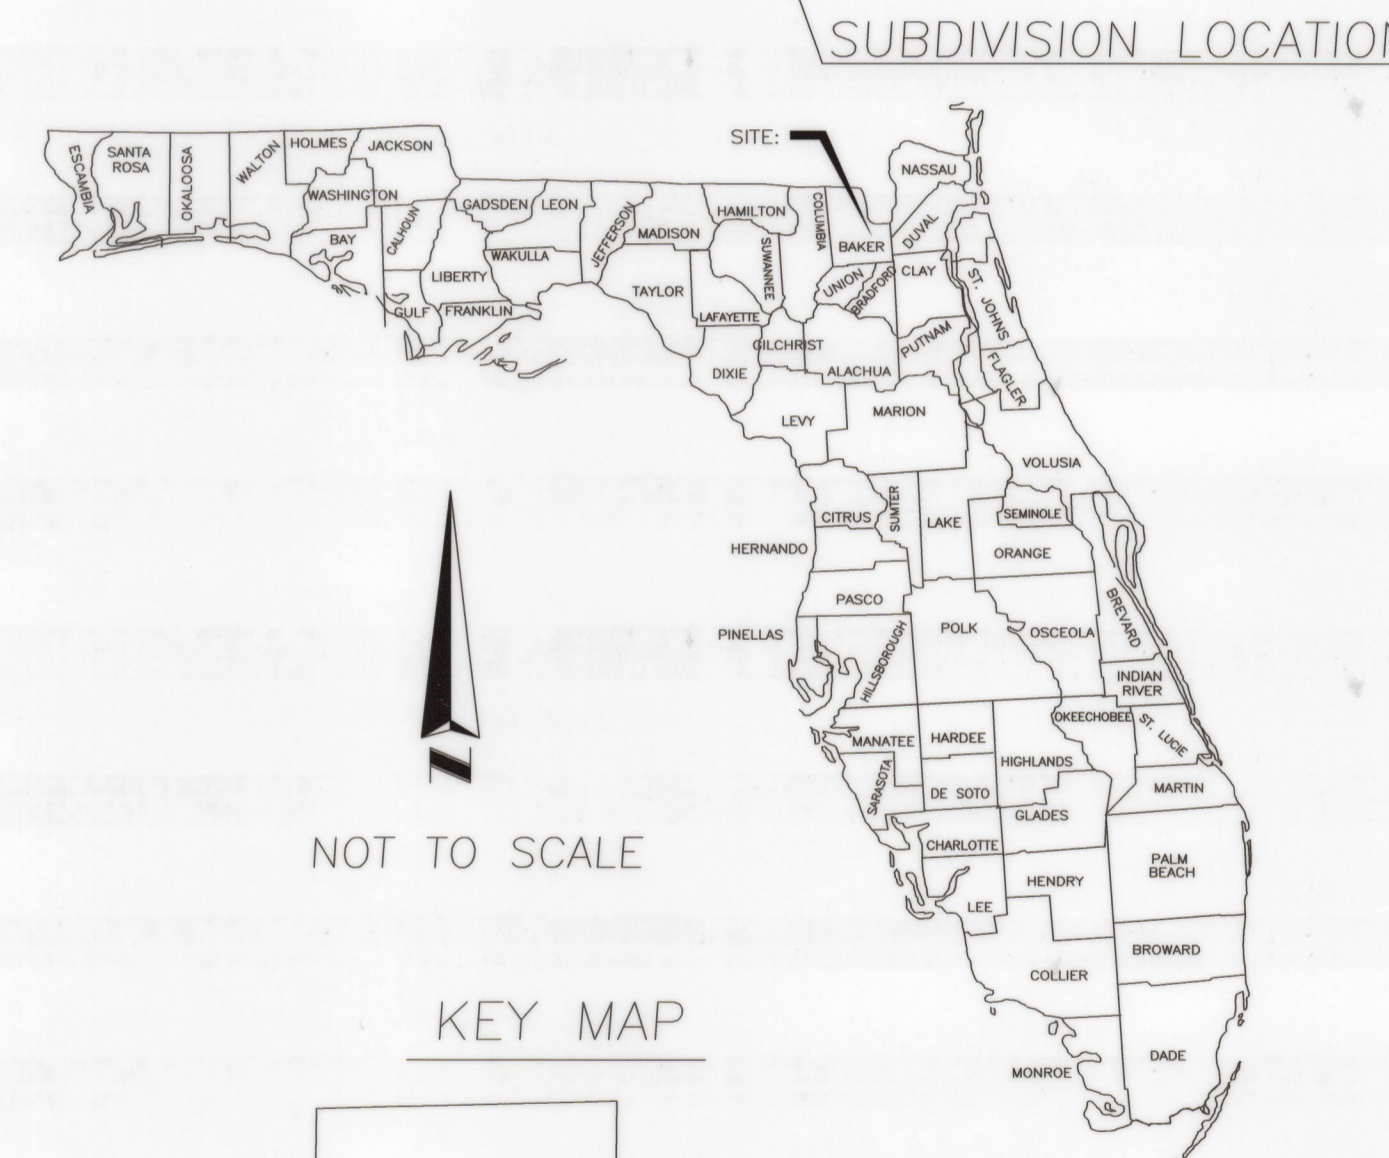 SUBDIVISION LOCATION
SITE:
ESCAMBIA
SANTA
ROSA
OKALOOSA
WALTON
HOLMES
JACKSON
WASHINGTON
BAY
CALHOUN
GULF
GADSDEN
LEON
LIBERTY
WAKULLA
FRANKLIN
JEFFERSON
MADISON
TAYLOR
HAMILTON
SUWANNEE
LAFAYETTE
DIXIE
COLUMBIA
BAKER
NASSAU
DUVAL
UNION
BRADFORD
CLAY
ST. JOHNS
GILCHRIST
ALACHUA
PUTNAM
FLAGLER
LEVY
MARION
VOLUSIA
CITRUS
SUMTER
LAKE
SEMINOLE
HERNANDO
ORANGE
PASCO
BREVARD
PINELLAS
HILLSBOROUGH
POLK
OSCEOLA
INDIAN
RIVER
MANATEE
HARDEE
OKEECHOBEE
ST. LUCIE
HIGHLANDS
SARASOTA
DE SOTO
MARTIN
GLADES
CHARLOTTE
PALM
BEACH
HENDRY
LEE
BROWARD
COLLIER
DADE
MONROE
N
NOT TO SCALE
KEY MAP